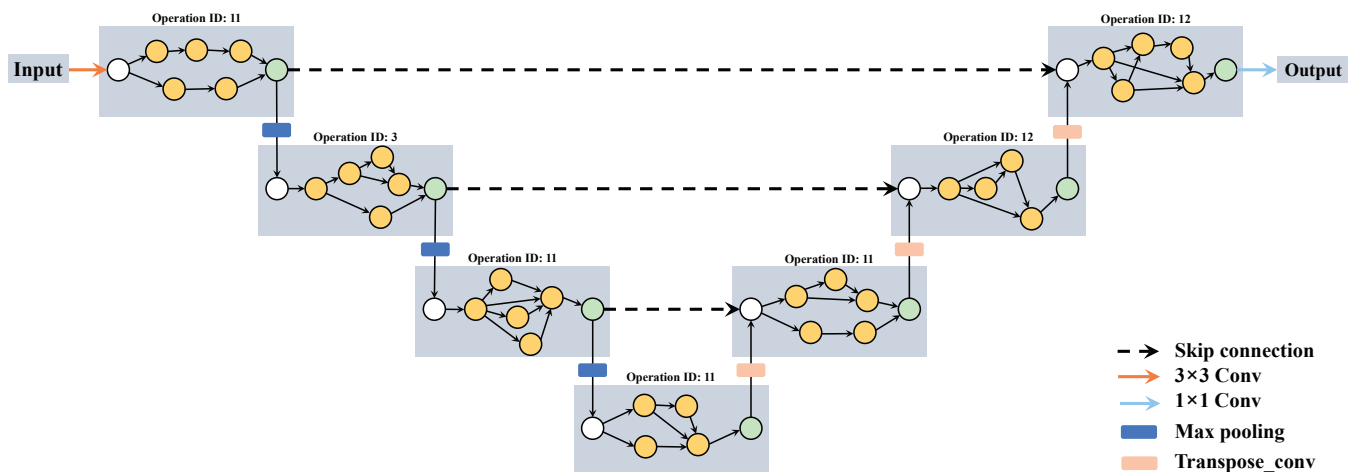 Operation ID: 11
Operation ID: 12
Input
Output
Operation ID: 3
Operation ID: 12
Operation ID: 11
Operation ID: 11
Operation ID: 11
Skip connection
3×3 Conv
1×1 Conv
Max pooling
Transpose_conv